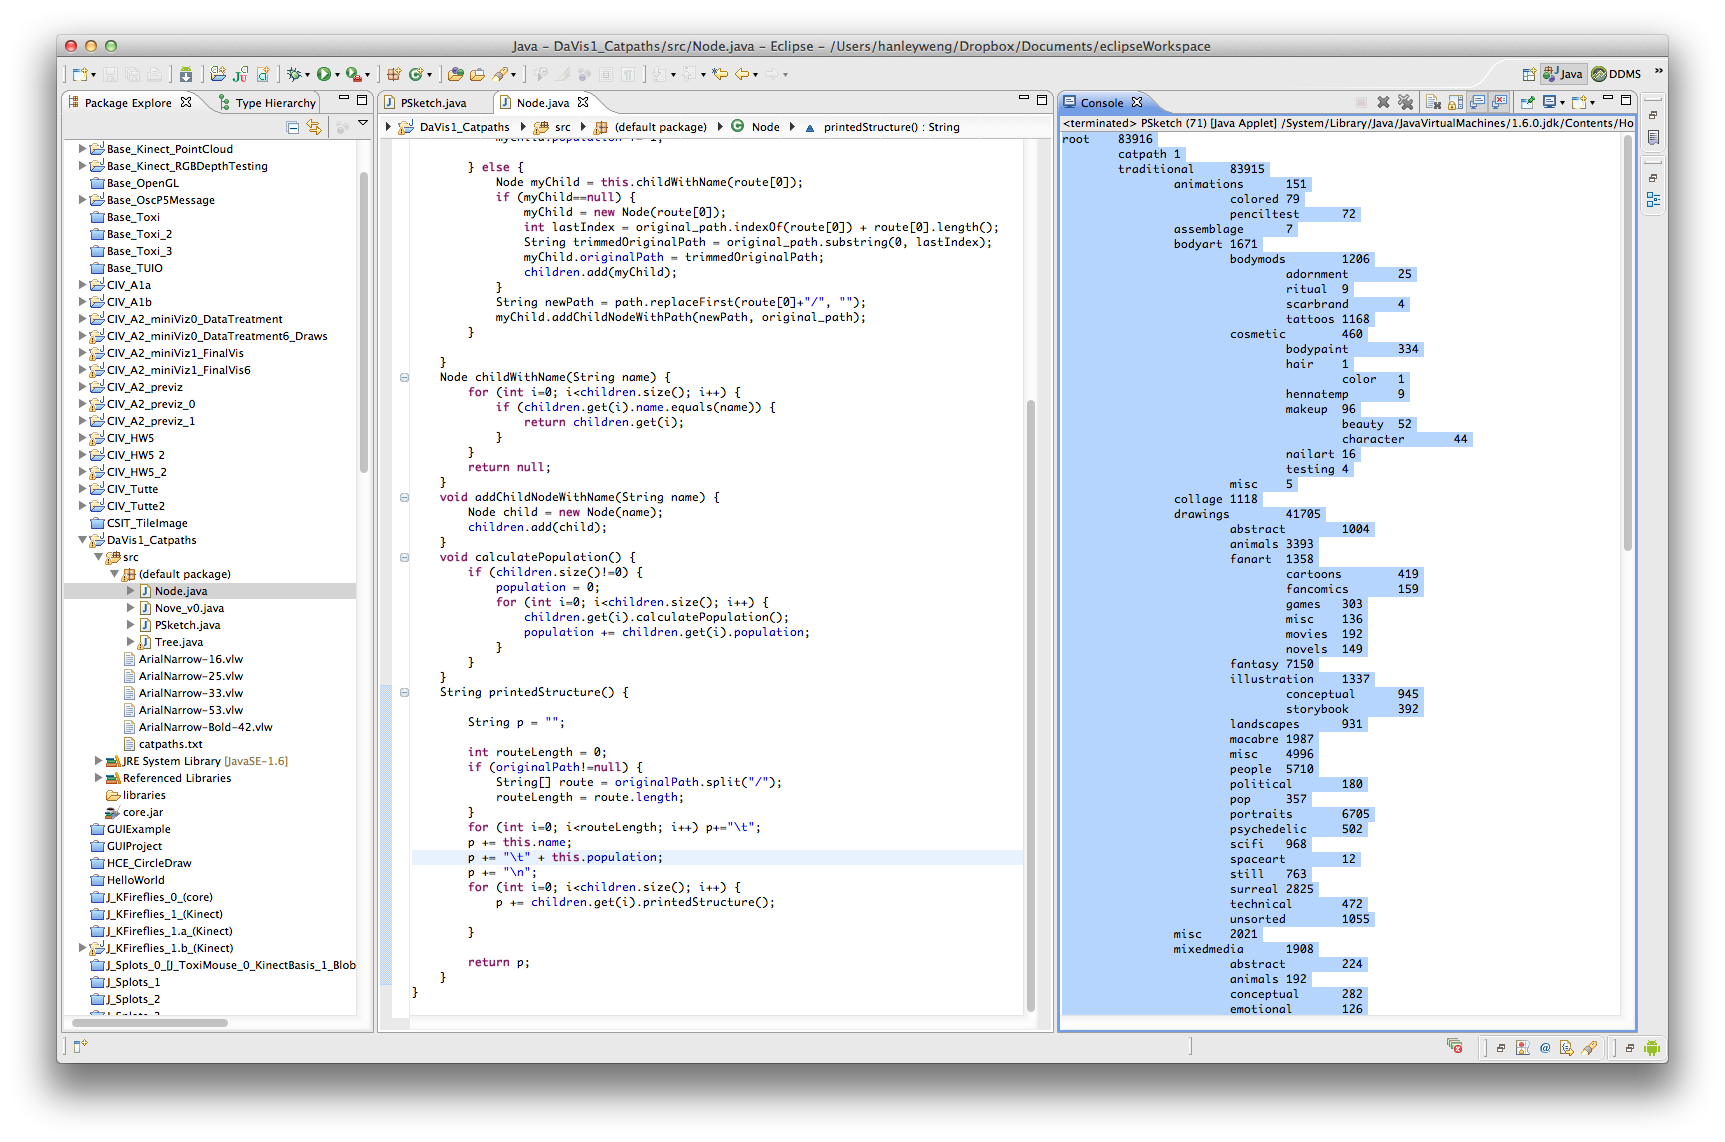 Java – DaVis1_Catpaths/src/Node.java – Eclipse – /Users/hanleyweng/Dropbox/Documents/eclipseWorkspace
Java
DDMS
»
Package Explore
Type Hierarchy
Base_Kinect_PointCloud
Base_Kinect_RGBDepthTesting
Base_OpenGL
Base_OscP5Message
Base_Toxi
Base_Toxi_2
Base_Toxi_3
Base_TUIO
CIV_A1a
CIV_A1b
CIV_A2_miniViz0_DataTreatment
CIV_A2_miniViz0_DataTreatment6_Draws
CIV_A2_miniViz1_FinalVis
CIV_A2_miniViz1_FinalVis6
CIV_A2_previz
CIV_A2_previz_0
CIV_A2_previz_1
CIV_HW5
CIV_HW5 2
CIV_HW5_2
CIV_Tutte
CIV_Tutte2
CSIT_TileImage
DaVis1_Catpaths
src
(default package)
Node.java
Nove_v0.java
PSketch.java
Tree.java
ArialNarrow-16.vlw
ArialNarrow-25.vlw
ArialNarrow-33.vlw
ArialNarrow-53.vlw
ArialNarrow-Bold-42.vlw
catpaths.txt
JRE System Library [JavaSE-1.6]
Referenced Libraries
libraries
core.jar
GUIExample
GUIProject
HCE_CircleDraw
HelloWorld
J_KFireflies_0_(core)
J_KFireflies_1_(Kinect)
J_KFireflies_1.a_(Kinect)
J_KFireflies_1.b_(Kinect)
J_Splots_0_[J_ToxiMouse_0_KinectBasis_1_Blob
J_Splots_1
J_Splots_2
PSketch.java
Node.java
DaVis1_Catpaths src (default package) Node printedStructure() : String
myChild.population += 1;
} else {
Node myChild = this.childWithName(route[0]);
if (myChild==null) {
myChild = new Node(route[0]);
int lastIndex = original_path.indexOf(route[0]) + route[0].length();
String trimmedOriginalPath = original_path.substring(0, lastIndex);
myChild.originalPath = trimmedOriginalPath;
children.add(myChild);
}
String newPath = path.replaceFirst(route[0]+"/", "");
myChild.addChildNodeWithPath(newPath, original_path);
}
}
Node childWithName(String name) {
for (int i=0; i<children.size(); i++) {
if (children.get(i).name.equals(name)) {
return children.get(i);
}
}
return null;
}
void addChildNodeWithName(String name) {
Node child = new Node(name);
children.add(child);
}
void calculatePopulation() {
if (children.size()!=0) {
population = 0;
for (int i=0; i<children.size(); i++) {
children.get(i).calculatePopulation();
population += children.get(i).population;
}
}
}
String printedStructure() {
String p = "";
int routeLength = 0;
if (originalPath!=null) {
String[] route = originalPath.split("/");
routeLength = route.length;
}
for (int i=0; i<routeLength; i++) p+="\t";
p += this.name;
p += "\t" + this.population;
p += "\n";
for (int i=0; i<children.size(); i++) {
p += children.get(i).printedStructure();
}
return p;
}
}
Console
<terminated> PSketch (71) [Java Applet] /System/Library/Java/JavaVirtualMachines/1.6.0.jdk/Contents/Ho
root 83916
catpath 1
traditional 83915
animations 151
colored 79
penciltest 72
assemblage 7
bodyart 1671
bodymods 1206
adornment 25
ritual 9
scarbrand 4
tattoos 1168
cosmetic 460
bodypaint 334
hair 1
color 1
hennatemp 9
makeup 96
beauty 52
character 44
nailart 16
testing 4
misc 5
collage 1118
drawings 41705
abstract 1004
animals 3393
fanart 1358
cartoons 419
fancomics 159
games 303
misc 136
movies 192
novels 149
fantasy 7150
illustration 1337
conceptual 945
storybook 392
landscapes 931
macabre 1987
misc 4996
people 5710
political 180
pop 357
portraits 6705
psychedelic 502
scifi 968
spaceart 12
still 763
surreal 2825
technical 472
unsorted 1055
misc 2021
mixedmedia 1908
abstract 224
animals 192
conceptual 282
emotional 126